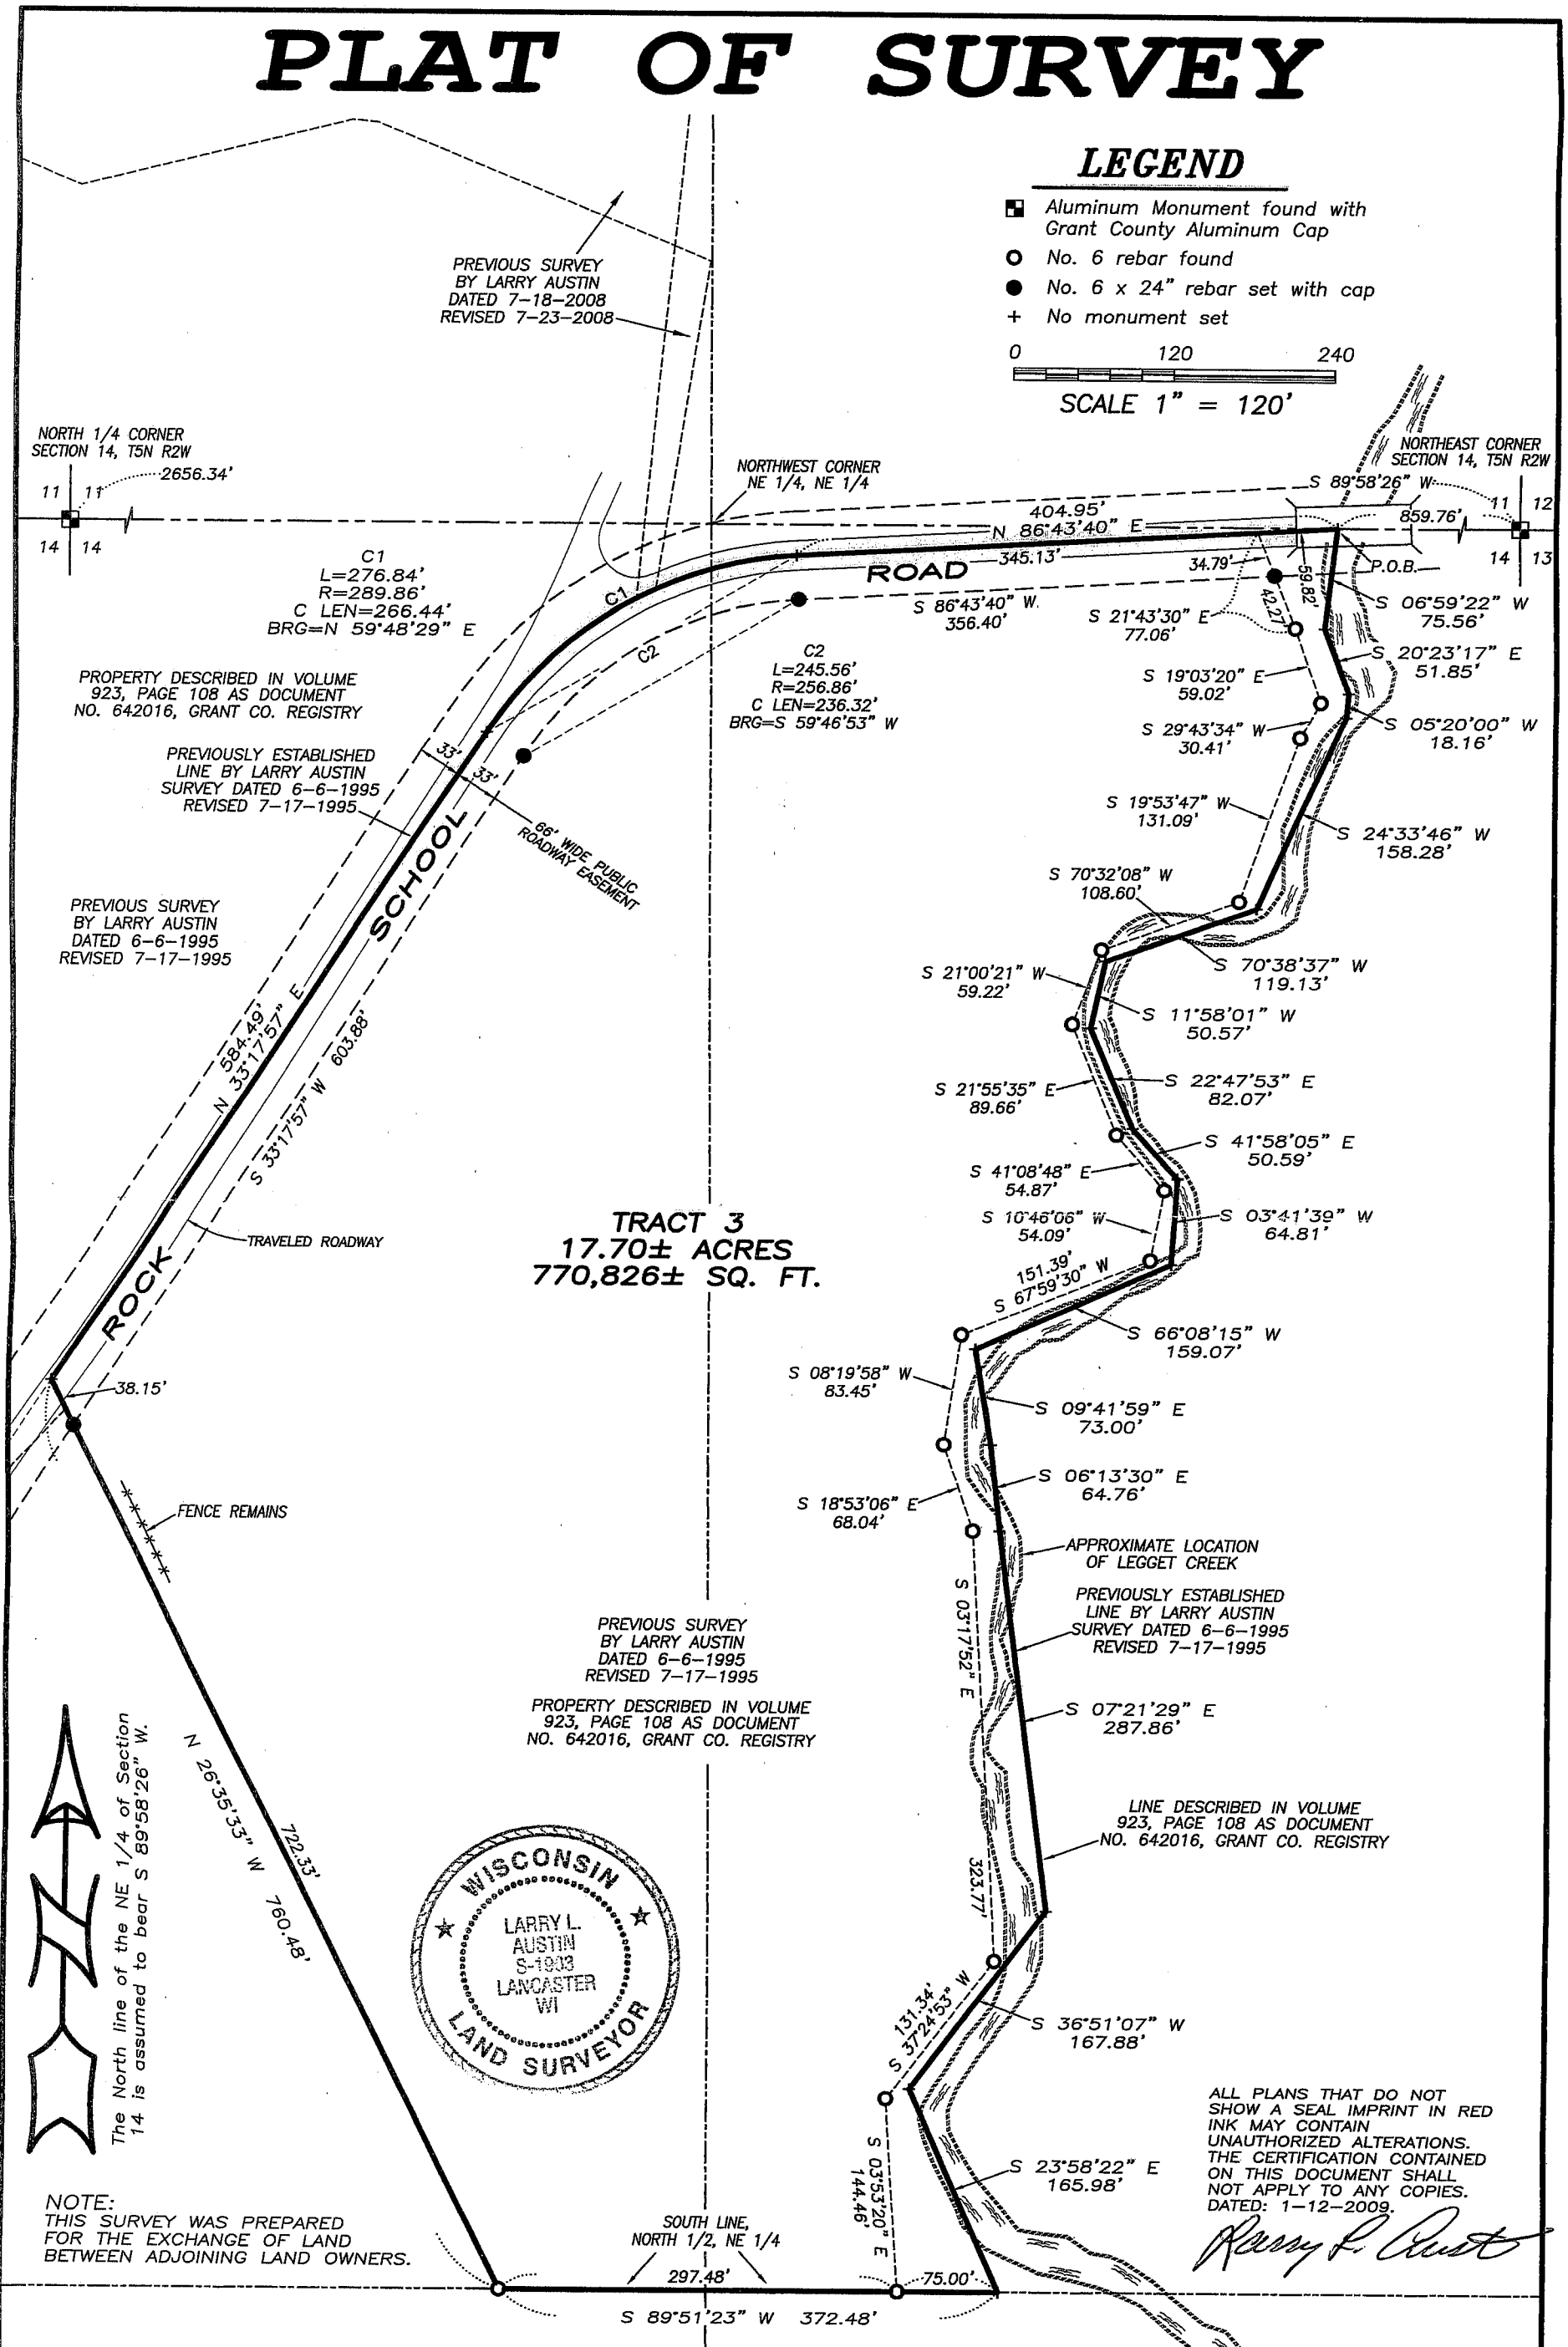 PLAT OF SURVEY
LEGEND
Aluminum Monument found with
Grant County Aluminum Cap
No. 6 rebar found
No. 6 x 24" rebar set with cap
+ No monument set
0 120 240
SCALE 1" = 120'
PREVIOUS SURVEY
BY LARRY AUSTIN
DATED 7-18-2008
REVISED 7-23-2008
NORTH 1/4 CORNER
SECTION 14, T5N R2W
2656.34'
11 11
14 14
NORTHWEST CORNER
NE 1/4, NE 1/4
NORTHEAST CORNER
SECTION 14, T5N R2W
S 89°58'26" W
11 12
14 13
859.76'
404.95'
N 86°43'40" E
345.13'
ROAD
34.79'
59.82'
42.27'
P.O.B.
C1
L=276.84'
R=289.86'
C LEN=266.44'
BRG=N 59°48'29" E
C1
C2
S 86°43'40" W
356.40'
C2
L=245.56'
R=256.86'
C LEN=236.32'
BRG=S 59°46'53" W
S 21°43'30" E
77.06'
S 06°59'22" W
75.56'
S 20°23'17" E
51.85'
S 19°03'20" E
59.02'
S 29°43'34" W
30.41'
S 05°20'00" W
18.16'
S 19°53'47" W
131.09'
S 24°33'46" W
158.28'
S 70°32'08" W
108.60'
S 70°38'37" W
119.13'
S 21°00'21" W
59.22'
S 11°58'01" W
50.57'
S 21°55'35" E
89.66'
S 22°47'53" E
82.07'
S 41°58'05" E
50.59'
S 41°08'48" E
54.87'
S 10°46'06" W
54.09'
S 03°41'39" W
64.81'
151.39'
S 67°59'30" W
S 66°08'15" W
159.07'
S 08°19'58" W
83.45'
S 09°41'59" E
73.00'
S 06°13'30" E
64.76'
S 18°53'06" E
68.04'
PROPERTY DESCRIBED IN VOLUME
923, PAGE 108 AS DOCUMENT
NO. 642016, GRANT CO. REGISTRY
PREVIOUSLY ESTABLISHED
LINE BY LARRY AUSTIN
SURVEY DATED 6-6-1995
REVISED 7-17-1995
33'
33'
66' WIDE PUBLIC
ROADWAY EASEMENT
PREVIOUS SURVEY
BY LARRY AUSTIN
DATED 6-6-1995
REVISED 7-17-1995
SCHOOL
584.49'
N 33°17'57" E
S 33°17'57" W 603.88'
TRAVELED ROADWAY
ROCK
TRACT 3
17.70± ACRES
770,826± SQ. FT.
38.15'
FENCE REMAINS
APPROXIMATE LOCATION
OF LEGGET CREEK
PREVIOUSLY ESTABLISHED
LINE BY LARRY AUSTIN
SURVEY DATED 6-6-1995
REVISED 7-17-1995
S 03°17'52" E
323.77'
S 07°21'29" E
287.86'
PREVIOUS SURVEY
BY LARRY AUSTIN
DATED 6-6-1995
REVISED 7-17-1995
PROPERTY DESCRIBED IN VOLUME
923, PAGE 108 AS DOCUMENT
NO. 642016, GRANT CO. REGISTRY
LINE DESCRIBED IN VOLUME
923, PAGE 108 AS DOCUMENT
NO. 642016, GRANT CO. REGISTRY
N 26°35'33" W 760.48'
722.33'
The North line of the NE 1/4 of Section
14 is assumed to bear S 89°58'26" W.
WISCONSIN
LARRY L.
AUSTIN
S-1903
LANCASTER
WI
LAND SURVEYOR
131.34'
S 37°24'53" W
S 36°51'07" W
167.88'
S 03°53'20" E
144.46'
S 23°58'22" E
165.98'
ALL PLANS THAT DO NOT
SHOW A SEAL IMPRINT IN RED
INK MAY CONTAIN
UNAUTHORIZED ALTERATIONS.
THE CERTIFICATION CONTAINED
ON THIS DOCUMENT SHALL
NOT APPLY TO ANY COPIES.
DATED: 1-12-2009.
Larry L. Austin
NOTE:
THIS SURVEY WAS PREPARED
FOR THE EXCHANGE OF LAND
BETWEEN ADJOINING LAND OWNERS.
SOUTH LINE,
NORTH 1/2, NE 1/4
297.48'
75.00'
S 89°51'23" W 372.48'